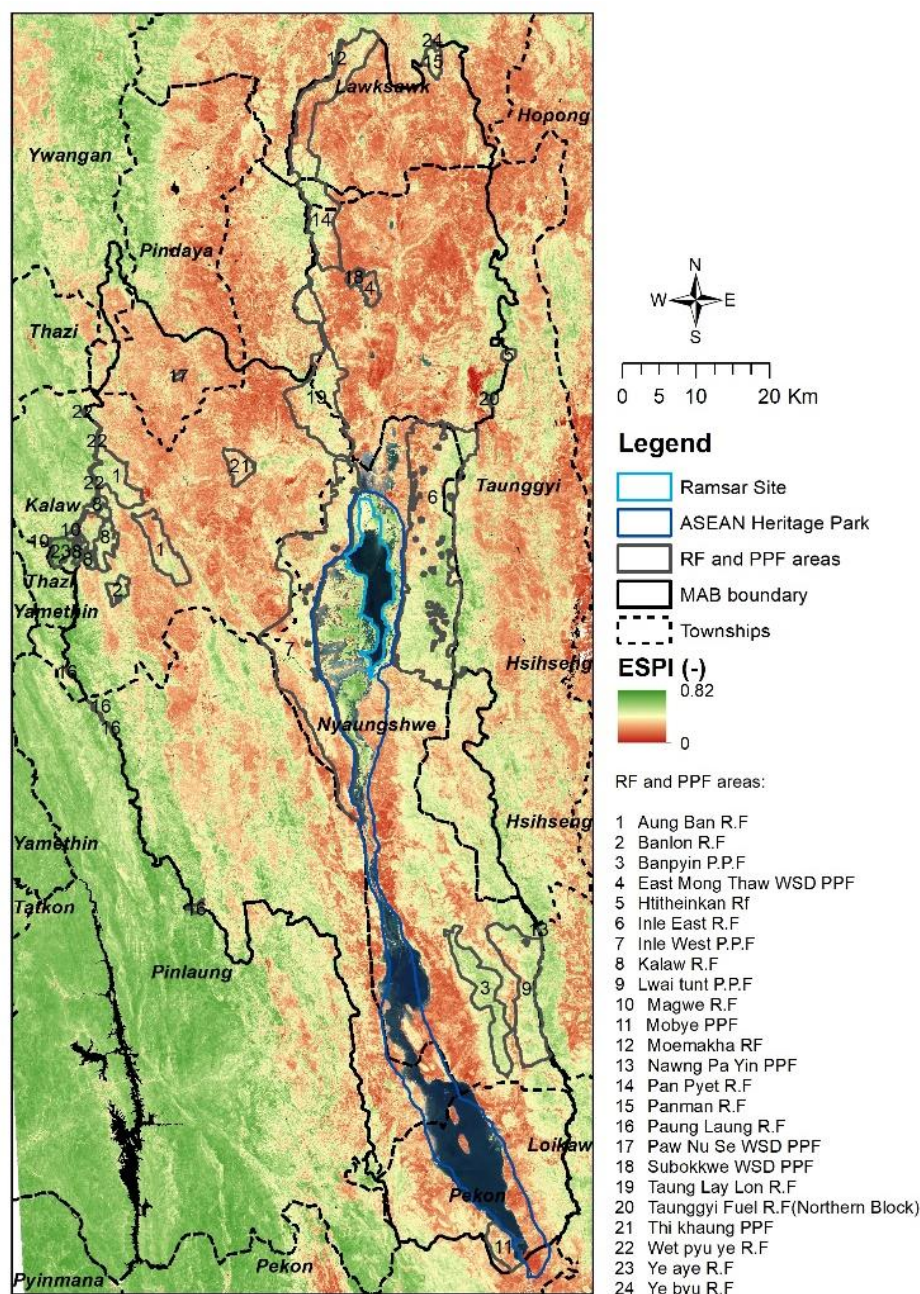 24
12
15
Lawksawk
Hopong
Ywangan
14
Pindaya
18
4
Thazi
5
17
19
20
22
22
21
1
6
Taunggyi
22
Kalaw
8
10
8
10
23
8
1
8
Thazi
2
Yamethin
7
16
Hsihseng
16
Nyaungshwe
16
Hsihseng
Yamethin
Tatkon
16
13
Pinlaung
3
9
Loikaw
Pekon
11
Pekon
Pyinmana
N
W E
S
0 5 10 20 Km
Legend
Ramsar Site
ASEAN Heritage Park
RF and PPF areas
MAB boundary
Townships
ESPI (-)
0.82
0
RF and PPF areas:
1 Aung Ban R.F
2 Banlon R.F
3 Banpyin P.P.F
4 East Mong Thaw WSD PPF
5 Htitheinkan Rf
6 Inle East R.F
7 Inle West P.P.F
8 Kalaw R.F
9 Lwai tunt P.P.F
10 Magwe R.F
11 Mobye PPF
12 Moemakha RF
13 Nawng Pa Yin PPF
14 Pan Pyet R.F
15 Panman R.F
16 Paung Laung R.F
17 Paw Nu Se WSD PPF
18 Subokkwe WSD PPF
19 Taung Lay Lon R.F
20 Taunggyi Fuel R.F(Northern Block)
21 Thi khaung PPF
22 Wet pyu ye R.F
23 Ye aye R.F
24 Ye byu R.F